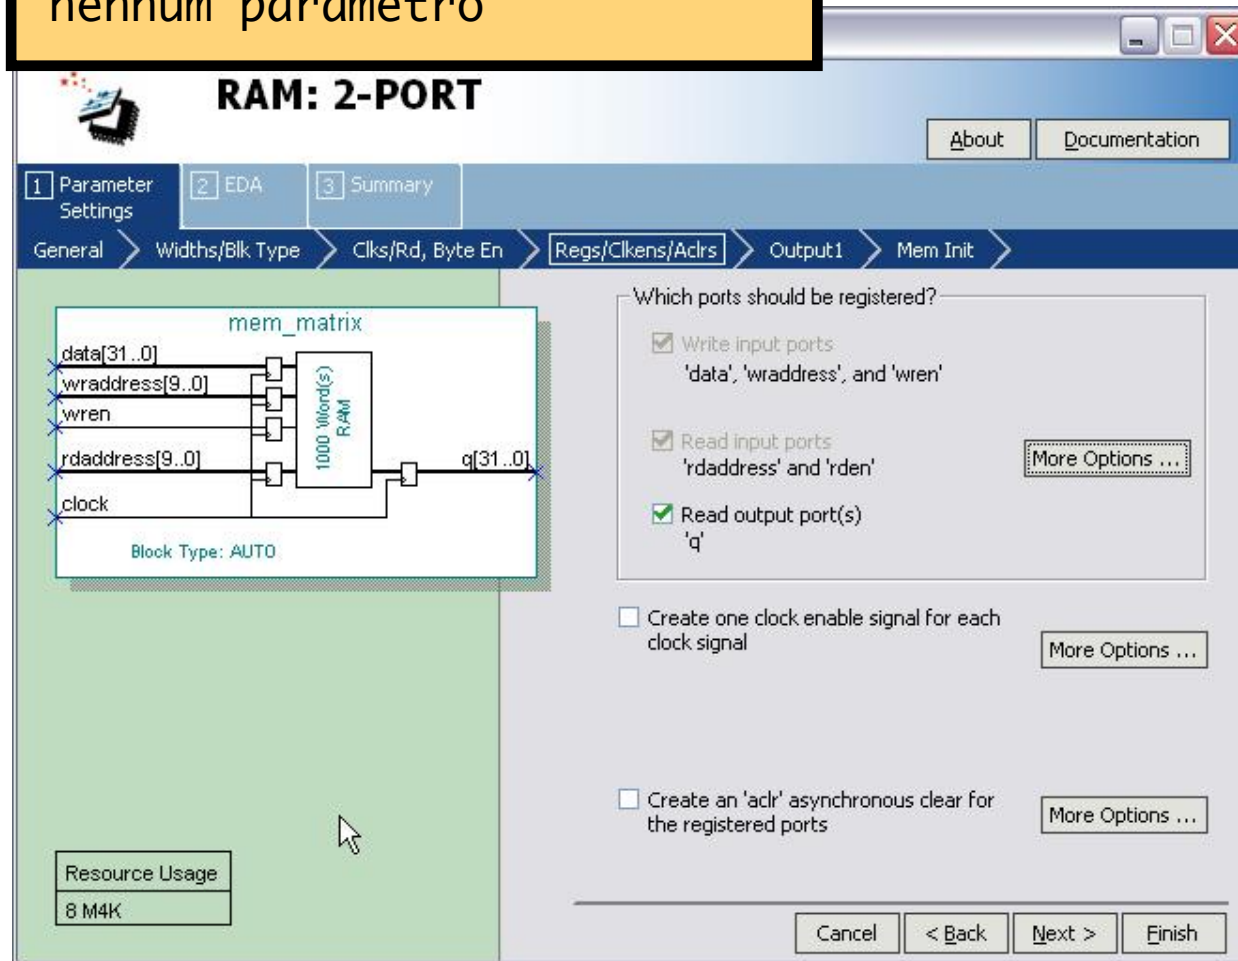 nenhum parâmetro
RAM: 2-PORT
About
Documentation
1 Parameter
Settings
2 EDA
3 Summary
General
Widths/Blk Type
Clks/Rd, Byte En
Regs/Clkens/Aclrs
Output1
Mem Init
mem_matrix
data[31..0]
wraddress[9..0]
wren
rdaddress[9..0]
clock
1000 Word(s)
RAM
q[31..0]
Block Type: AUTO
Which ports should be registered?
Write input ports
'data', 'wraddress', and 'wren'
Read input ports
'rdaddress' and 'rden'
More Options ...
Read output port(s)
'q'
Create one clock enable signal for each
clock signal
More Options ...
Create an 'aclr' asynchronous clear for
the registered ports
More Options ...
Resource Usage
8 M4K
Cancel
< Back
Next >
Finish